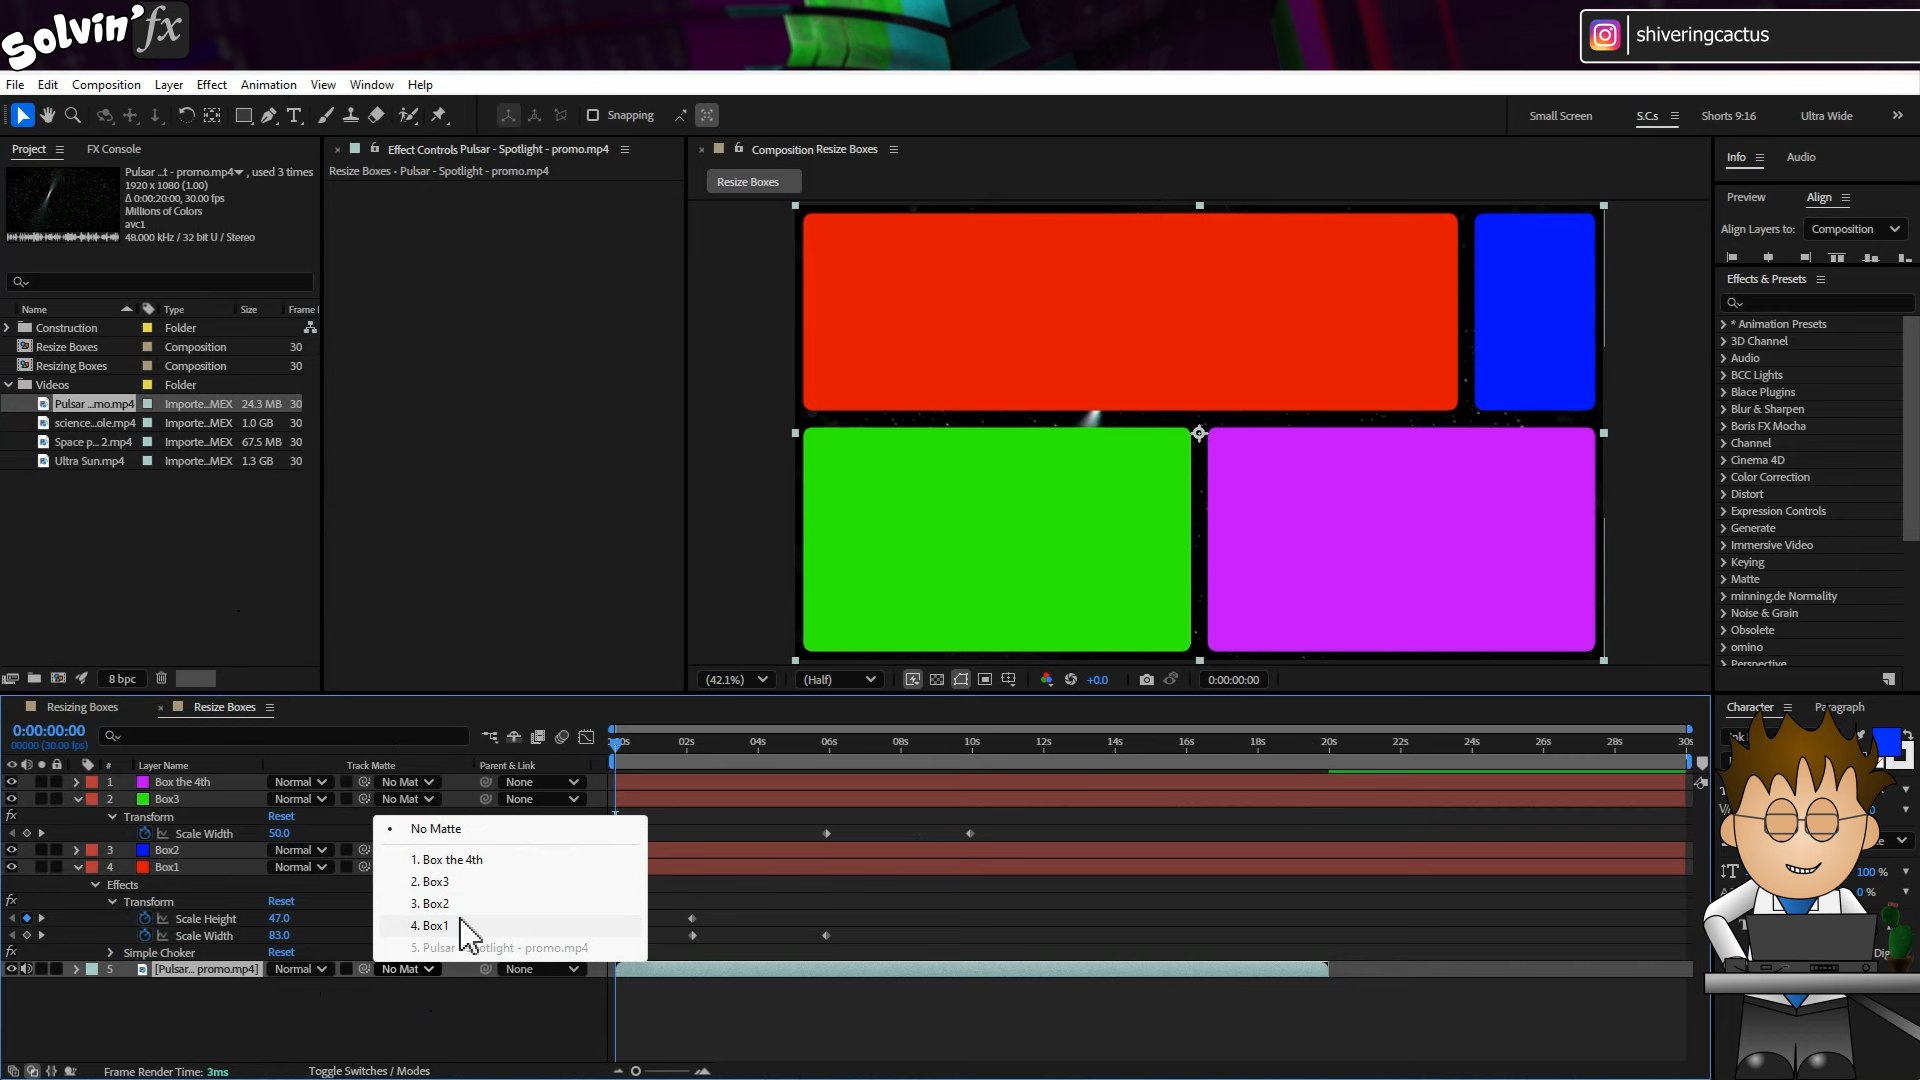 Solvin'fx
shiveringcactus
File Edit Composition Layer Effect Animation View Window Help
Snapping
Small Screen S.C.s Shorts 9:16 Ultra Wide
Project FX Console
Pulsar ...t - promo.mp4 , used 3 times
1920 x 1080 (1.00)
Δ 0:00:20:00, 30.00 fps
Millions of Colors
avc1
48.000 kHz / 32 bit U / Stereo
Name Type Size Frame
Construction Folder
Resize Boxes Composition 30
Resizing Boxes Composition 30
Videos Folder
Pulsar ...mo.mp4 Importe...MEX 24.3 MB 30
science...ole.mp4 Importe...MEX 1.0 GB 30
Space p... 2.mp4 Importe...MEX 67.5 MB 30
Ultra Sun.mp4 Importe...MEX 1.3 GB 30
8 bpc
Effect Controls Pulsar - Spotlight - promo.mp4
Resize Boxes • Pulsar - Spotlight - promo.mp4
Composition Resize Boxes
Resize Boxes
(42.1%) (Half) +0.0 0:00:00:00
Info Audio
Preview Align
Align Layers to: Composition
Effects & Presets
* Animation Presets
3D Channel
Audio
BCC Lights
Blace Plugins
Blur & Sharpen
Boris FX Mocha
Channel
Cinema 4D
Color Correction
Distort
Expression Controls
Generate
Immersive Video
Keying
Matte
minning.de Normality
Noise & Grain
Obsolete
omino
Perspective
Resizing Boxes Resize Boxes
0:00:00:00
00000 (30.00 fps)
:00s 02s 04s 06s 08s 10s 12s 14s 16s 18s 20s 22s 24s 26s 28s 30s
# Layer Name Track Matte Parent & Link
1 Box the 4th Normal No Mat None
2 Box3 Normal No Mat None
fx Transform Reset
Scale Width 50.0
3 Box2 Normal
4 Box1 Normal
Effects
fx Transform Reset
Scale Height 47.0
Scale Width 83.0
fx Simple Choker Reset
5 [Pulsar... promo.mp4] Normal No Mat None
• No Matte
1. Box the 4th
2. Box3
3. Box2
4. Box1
Frame Render Time: 3ms Toggle Switches / Modes
Character Paragraph
100 %
0 %